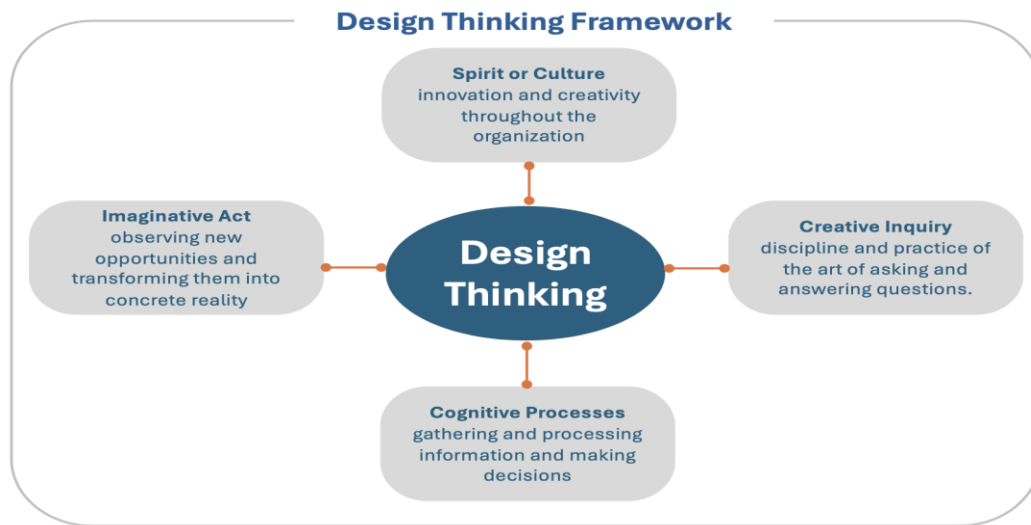 Design Thinking Framework
Spirit or Culture
innovation and creativity
throughout the
organization
Imaginative Act
observing new
opportunities and
transforming them into
concrete reality
Design
Thinking
Creative Inquiry
discipline and practice of
the art of asking and
answering questions.
Cognitive Processes
gathering and processing
information and making
decisions